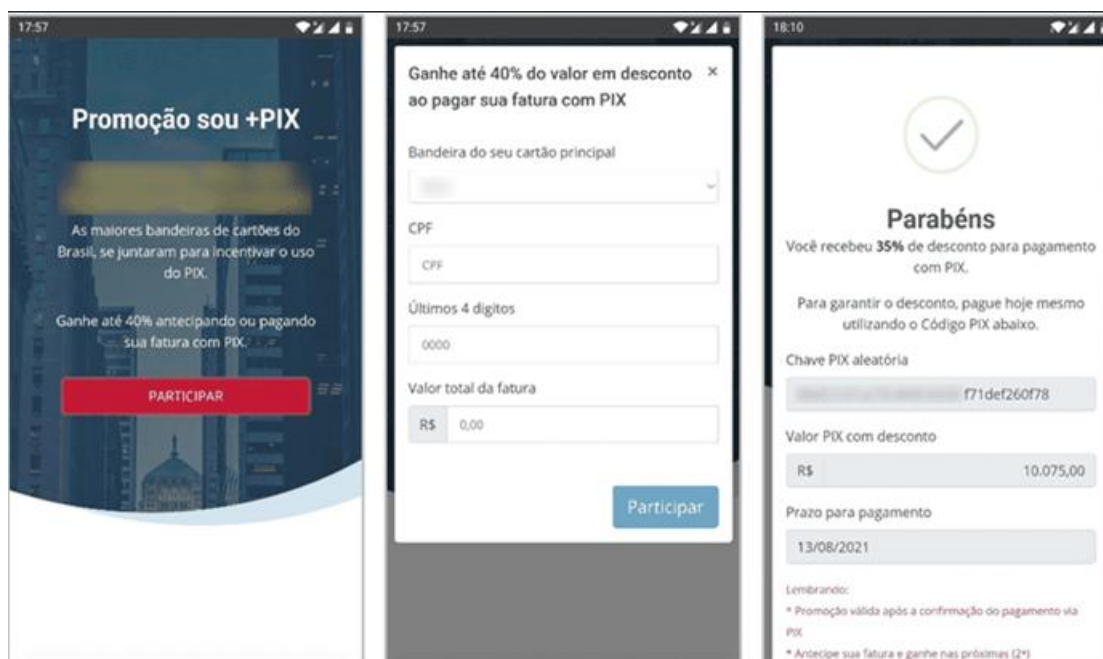 17:57
Promoção sou +PIX
As maiores bandeiras de cartões do
Brasil, se juntaram para incentivar o uso
do PIX.
Ganhe até 40% antecipando ou pagando
sua fatura com PIX.
PARTICIPAR
17:57
Ganhe até 40% do valor em desconto ×
ao pagar sua fatura com PIX
Bandeira do seu cartão principal
CPF
CPF
Últimos 4 digitos
0000
Valor total da fatura
R$ 0,00
Participar
18:10
Parabéns
Você recebeu 35% de desconto para pagamento
com PIX.
Para garantir o desconto, pague hoje mesmo
utilizando o Código PIX abaixo.
Chave PIX aleatória
f71def260f78
Valor PIX com desconto
R$ 10.075,00
Prazo para pagamento
13/08/2021
Lembrando:
* Promoção válida após a confirmação do pagamento via
PIX
* Antecipe sua fatura e ganhe nas próximas (2ª)